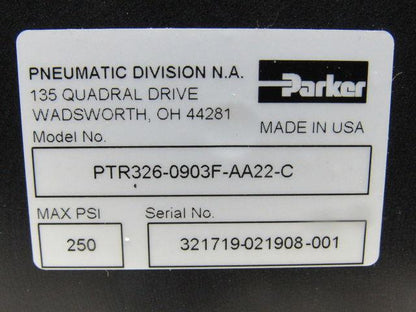 PNEUMATIC DIVISION N.A.
135 QUADRAL DRIVE
WADSWORTH, OH 44281
Parker
Model No.
MADE IN USA
PTR326-0903F-AA22-C
MAX PSI
Serial No.
250
321719-021908-001